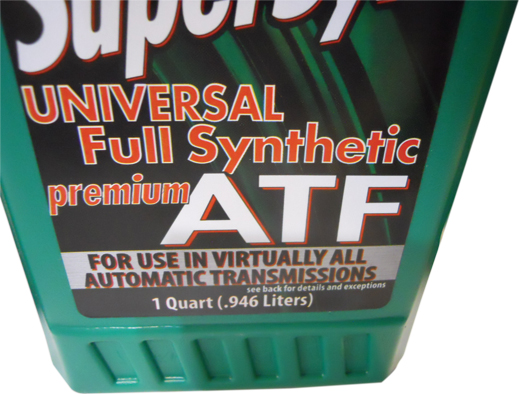 UNIVERSAL
Full Synthetic
premium ATF
FOR USE IN VIRTUALLY ALL
AUTOMATIC TRANSMISSIONS
see back for details and exceptions
1 Quart (.946 Liters)